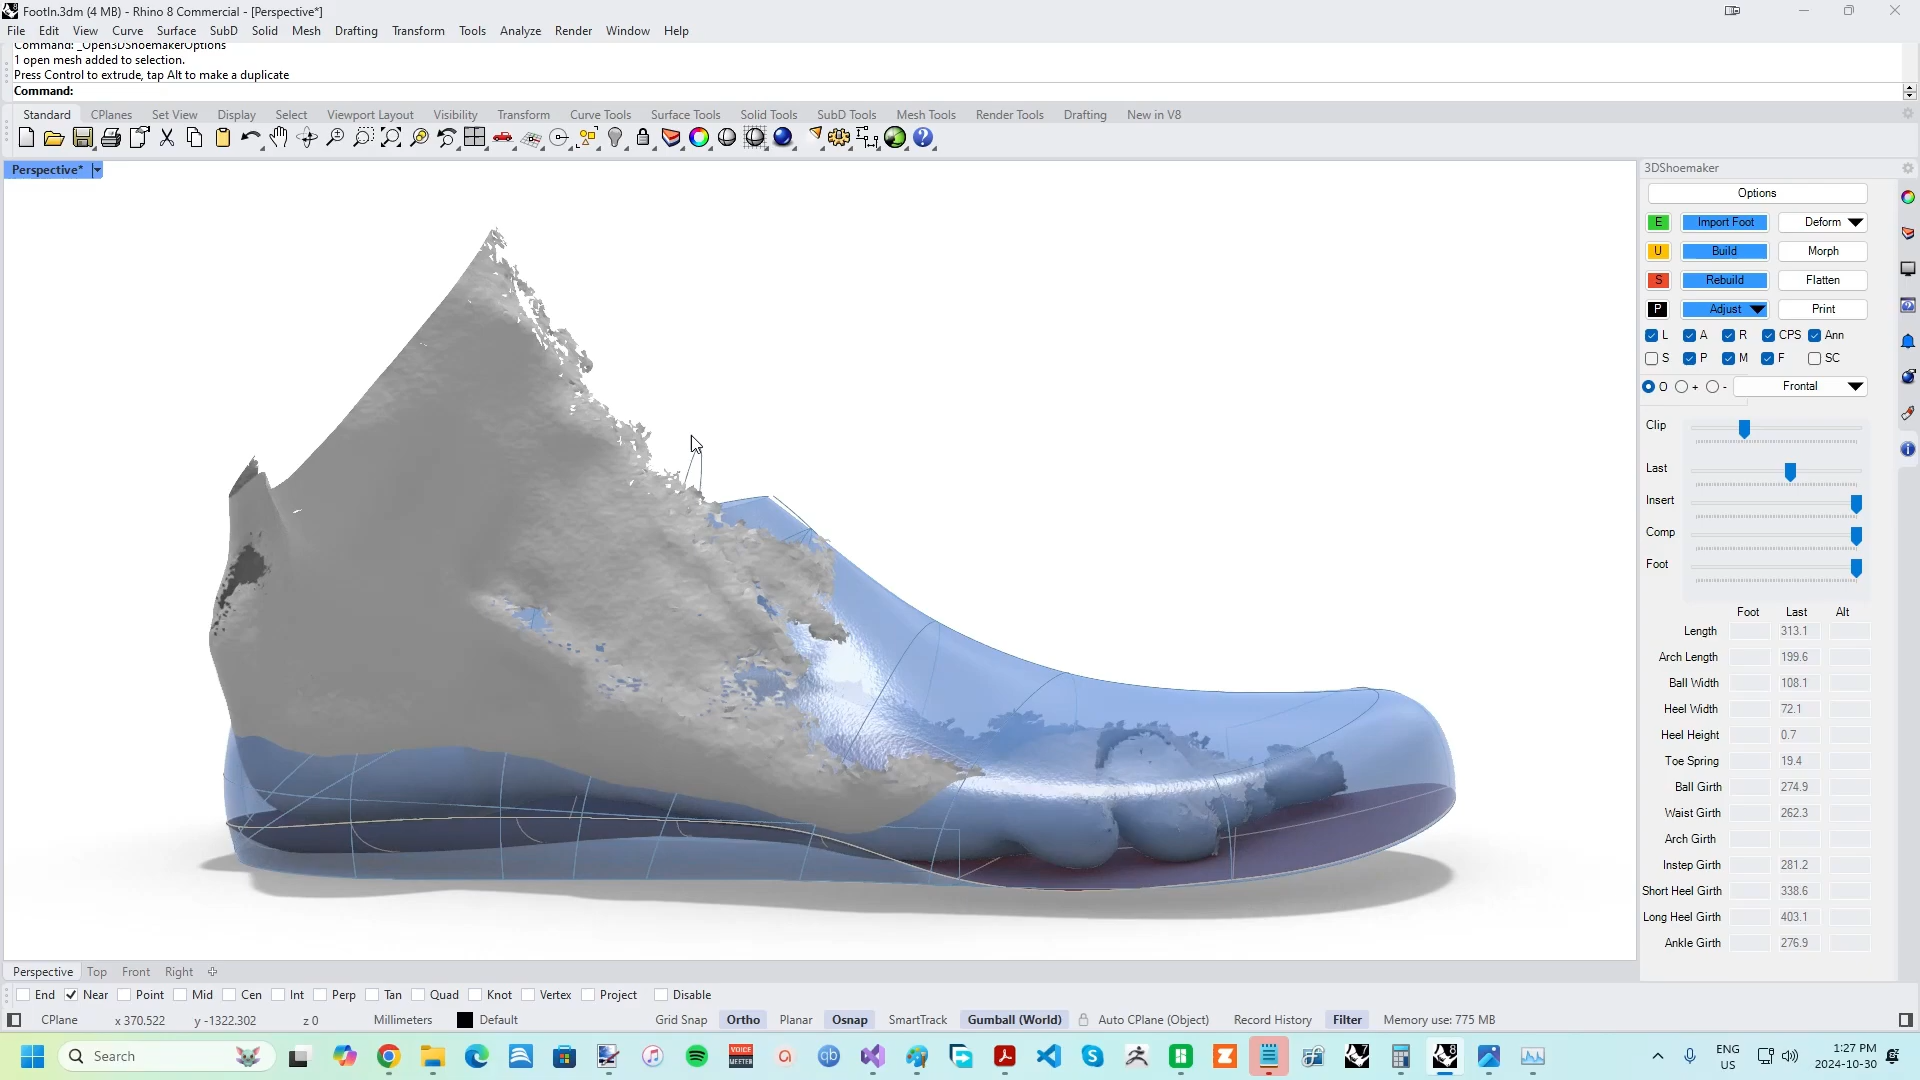 FootIn.3dm (4 MB) - Rhino 8 Commercial - [Perspective*]
File Edit View Curve Surface SubD Solid Mesh Drafting Transform Tools Analyze Render Window Help
Command: _Open3DShoemakerOptions
1 open mesh added to selection.
Press Control to extrude, tap Alt to make a duplicate
Command:
Standard CPlanes Set View Display Select Viewport Layout Visibility Transform Curve Tools Surface Tools Solid Tools SubD Tools Mesh Tools Render Tools Drafting New in V8
Perspective*
3DShoemaker
Options
E Import Foot Deform
U Build Morph
S Rebuild Flatten
P Adjust Print
L A R CPS Ann
S P M F SC
O + - Frontal
Clip
Last
Insert
Comp
Foot
Foot Last Alt
Length 313.1
Arch Length 199.6
Ball Width 108.1
Heel Width 72.1
Heel Height 0.7
Toe Spring 19.4
Ball Girth 274.9
Waist Girth 262.3
Arch Girth
Instep Girth 281.2
Short Heel Girth 338.6
Long Heel Girth 403.1
Ankle Girth 276.9
Perspective Top Front Right
End Near Point Mid Cen Int Perp Tan Quad Knot Vertex Project Disable
CPlane x 370.522 y -1322.302 z 0 Millimeters Default Grid Snap Ortho Planar Osnap SmartTrack Gumball (World) Auto CPlane (Object) Record History Filter Memory use: 775 MB
Search
VOICE MEETER
qb
ENG
US
1:27 PM
2024-10-30